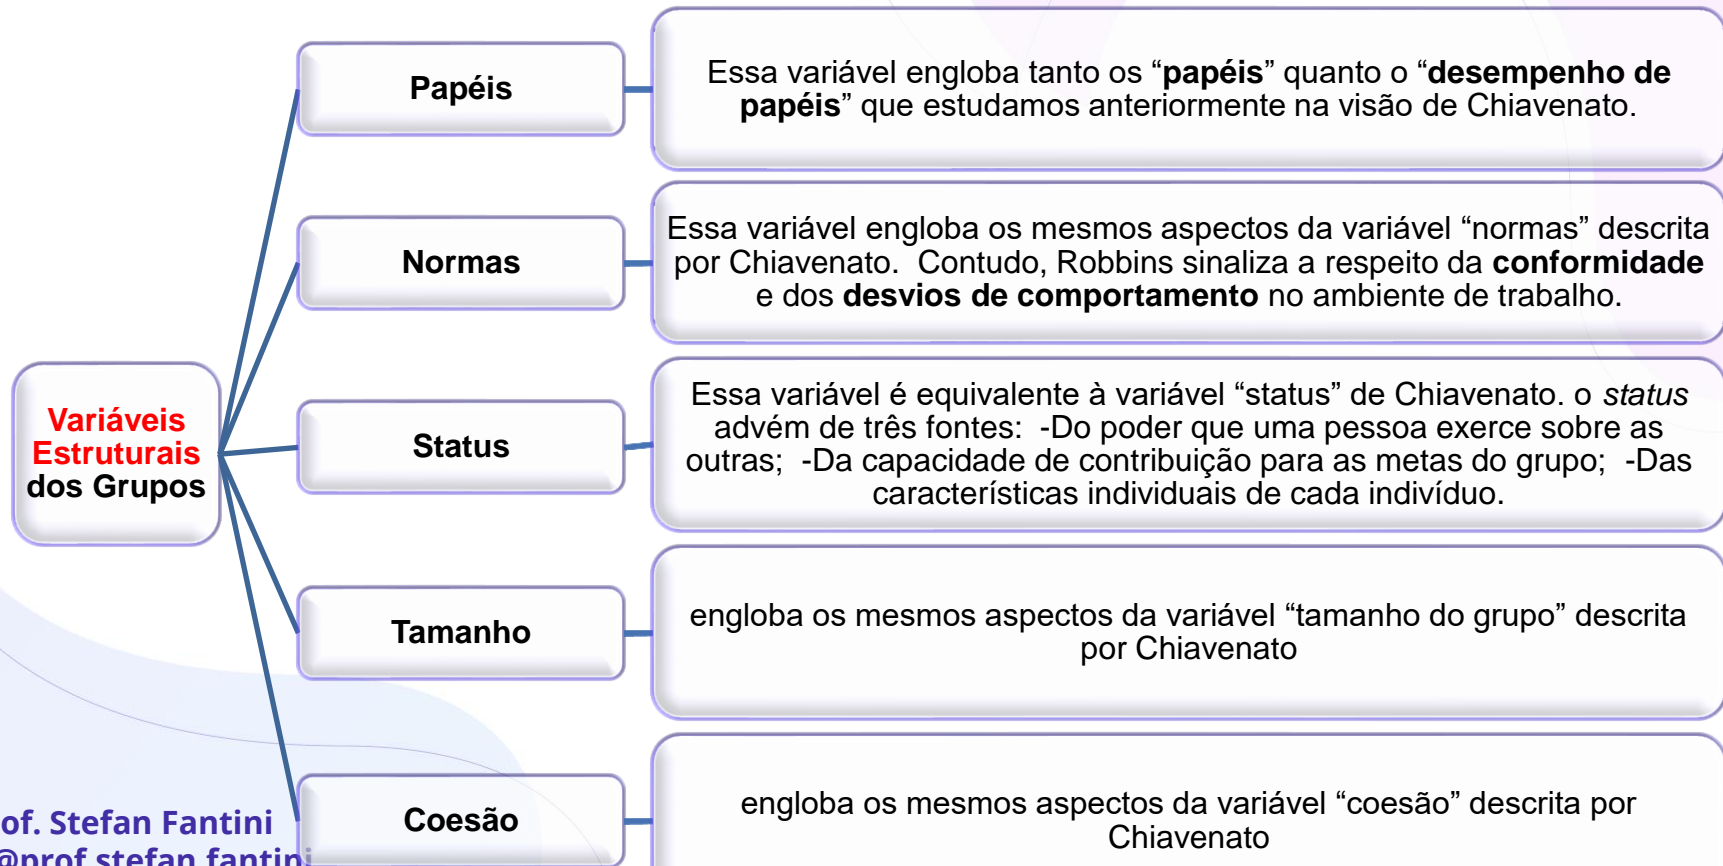 Papéis
Essa variável engloba tanto os “papéis” quanto o “desempenho de
papéis” que estudamos anteriormente na visão de Chiavenato.
Normas
Essa variável engloba os mesmos aspectos da variável “normas” descrita
por Chiavenato. Contudo, Robbins sinaliza a respeito da conformidade
e dos desvios de comportamento no ambiente de trabalho.
Variáveis
Estruturais
dos Grupos
Status
Essa variável é equivalente à variável “status” de Chiavenato. o status
advém de três fontes: -Do poder que uma pessoa exerce sobre as
outras; -Da capacidade de contribuição para as metas do grupo; -Das
características individuais de cada indivíduo.
Tamanho
engloba os mesmos aspectos da variável “tamanho do grupo” descrita
por Chiavenato
Coesão
engloba os mesmos aspectos da variável “coesão” descrita por
Chiavenato
of. Stefan Fantini
@prof.stefan.fantini